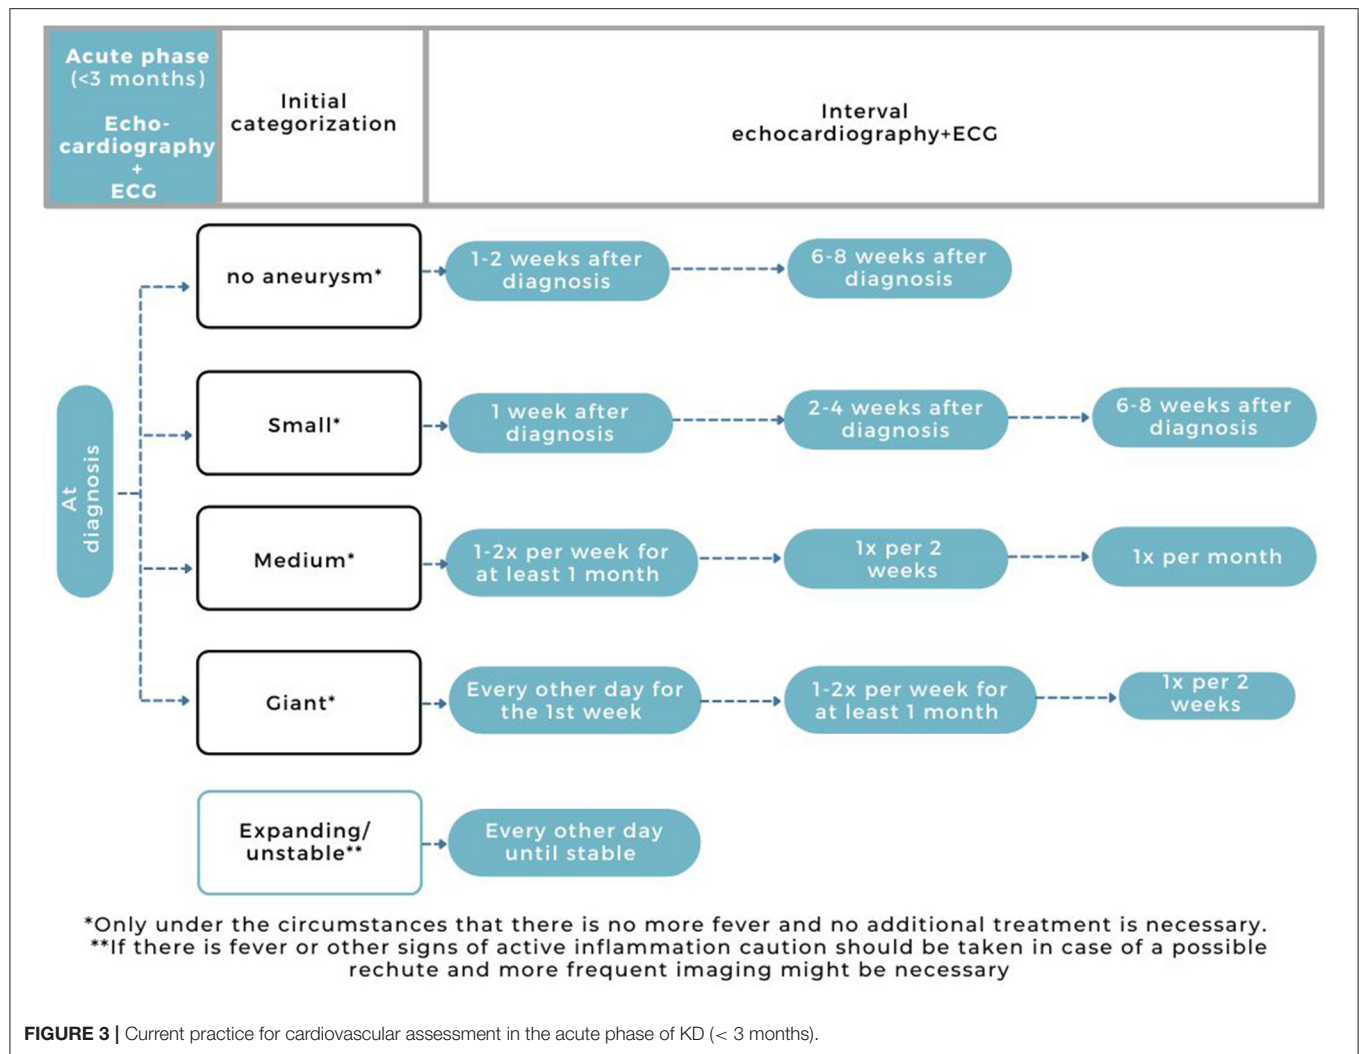 Acute phase
(<3 months)
Echo-
cardiography
+
ECG
Initial
categorization
Interval
echocardiography+ECG
At
diagnosis
no aneurysm*
1-2 weeks after
diagnosis
6-8 weeks after
diagnosis
Small*
1 week after
diagnosis
2-4 weeks after
diagnosis
6-8 weeks after
diagnosis
Medium*
1-2x per week for
at least 1 month
1x per 2
weeks
1x per month
Giant*
Every other day for
the 1st week
1-2x per week for
at least 1 month
1x per 2
weeks
Expanding/
unstable**
Every other day
until stable
*Only under the circumstances that there is no more fever and no additional treatment is necessary.
**If there is fever or other signs of active inflammation caution should be taken in case of a possible
rechute and more frequent imaging might be necessary
FIGURE 3 | Current practice for cardiovascular assessment in the acute phase of KD (< 3 months).